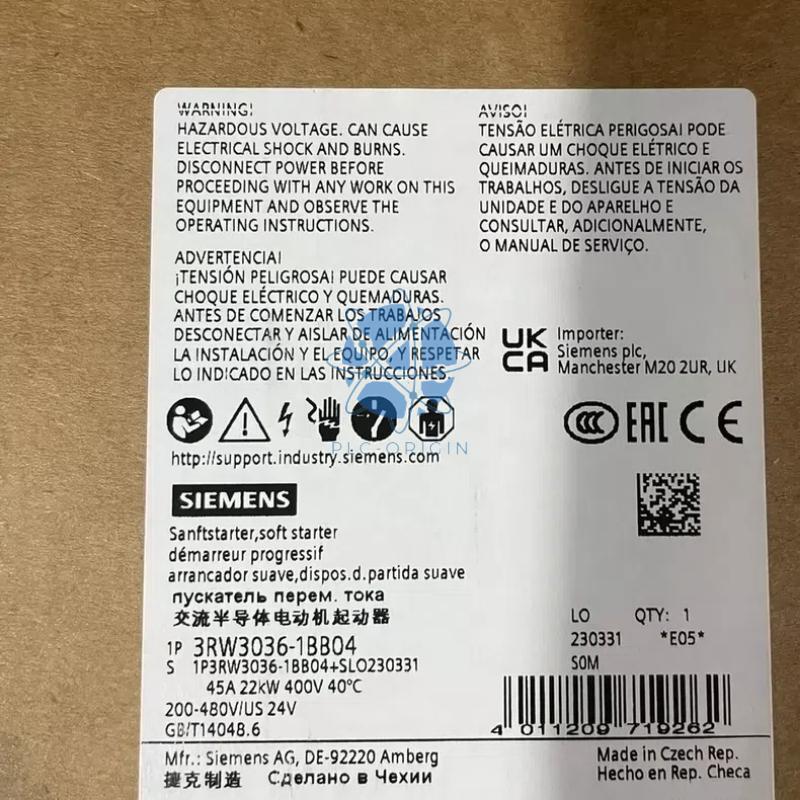 WARNING!
HAZARDOUS VOLTAGE. CAN CAUSE
ELECTRICAL SHOCK AND BURNS.
DISCONNECT POWER BEFORE
PROCEEDING WITH ANY WORK ON THIS
EQUIPMENT AND OBSERVE THE
OPERATING INSTRUCTIONS.
ADVERTENCIA!
¡TENSIÓN PELIGROSA! PUEDE CAUSAR
CHOQUE ELÉCTRICO Y QUEMADURAS.
ANTES DE COMENZAR LOS TRABAJOS
DESCONECTAR Y AISLAR DE ALIMENTACIÓN
LA INSTALACIÓN Y EL EQUIPO, Y RESPETAR
LO INDICADO EN LAS INSTRUCCIONES.
AVISO!
TENSÃO ELÉTRICA PERIGOSA! PODE
CAUSAR UM CHOQUE ELÉTRICO E
QUEIMADURAS. ANTES DE INICIAR OS
TRABALHOS, DESLIGUE A TENSÃO DA
UNIDADE E DO APARELHO E
CONSULTAR, ADICIONALMENTE,
O MANUAL DE SERVIÇO.
UK
CA
Importer:
Siemens plc,
Manchester M20 2UR, UK
CCC EAC CE
PLC-ORIGIN
http://support.industry.siemens.com
SIEMENS
Sanftstarter,soft starter
démarreur progressif
arrancador suave,dispos.d.partida suave
пускатель перем. тока
交流半导体电动机起动器
1P 3RW3036-1BB04
S 1P3RW3036-1BB04+SLO230331
45A 22kW 400V 40°C
200-480V/US 24V
GB/T14048.6
LO QTY: 1
230331 *E05*
S0M
4 011209 719262
Mfr.: Siemens AG, DE-92220 Amberg
捷克制造 Сделано в Чехии
Made in Czech Rep.
Hecho en Rep. Checa